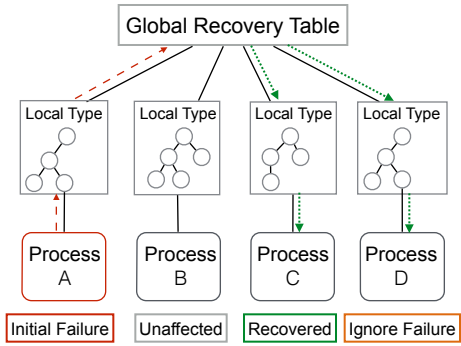 Global Recovery Table
Local Type
Local Type
Local Type
Local Type
Process
A
Process
B
Process
C
Process
D
Initial Failure
Unaffected
Recovered
Ignore Failure